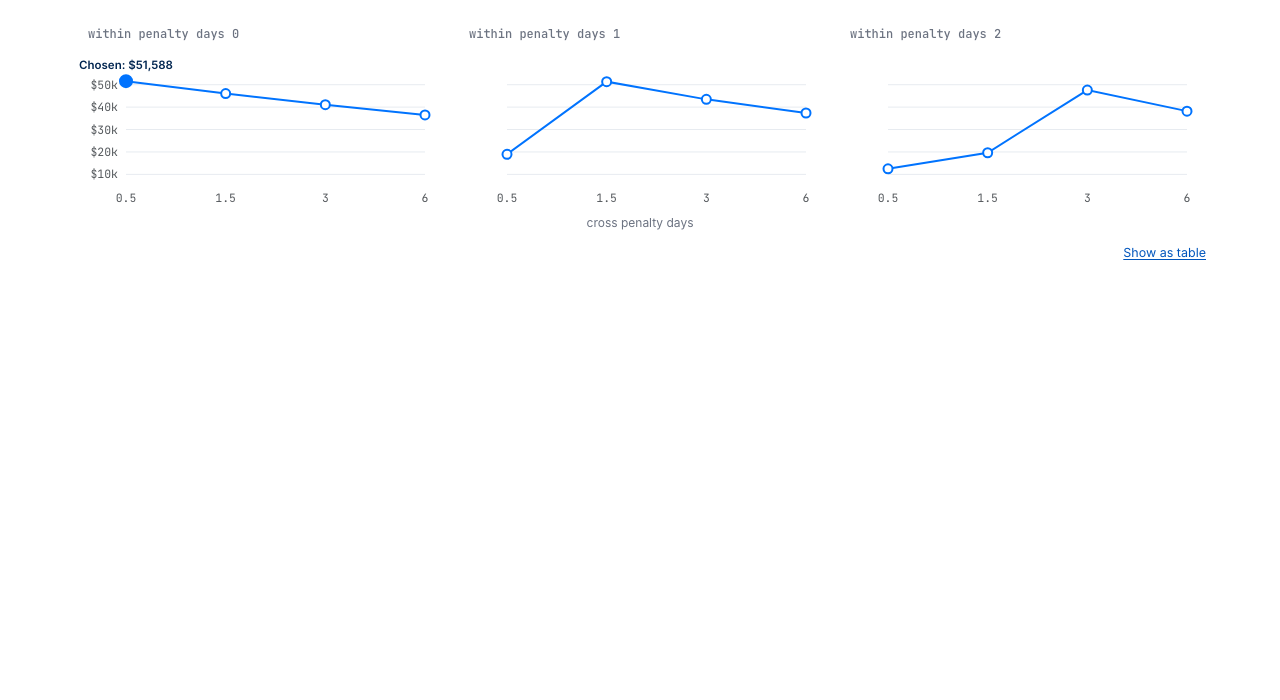 within penalty days 0
within penalty days 1
within penalty days 2
Chosen: $51,588
$50k
$40k
$30k
$20k
$10k
0.5 1.5 3 6
0.5 1.5 3 6
0.5 1.5 3 6
cross penalty days
Show as table